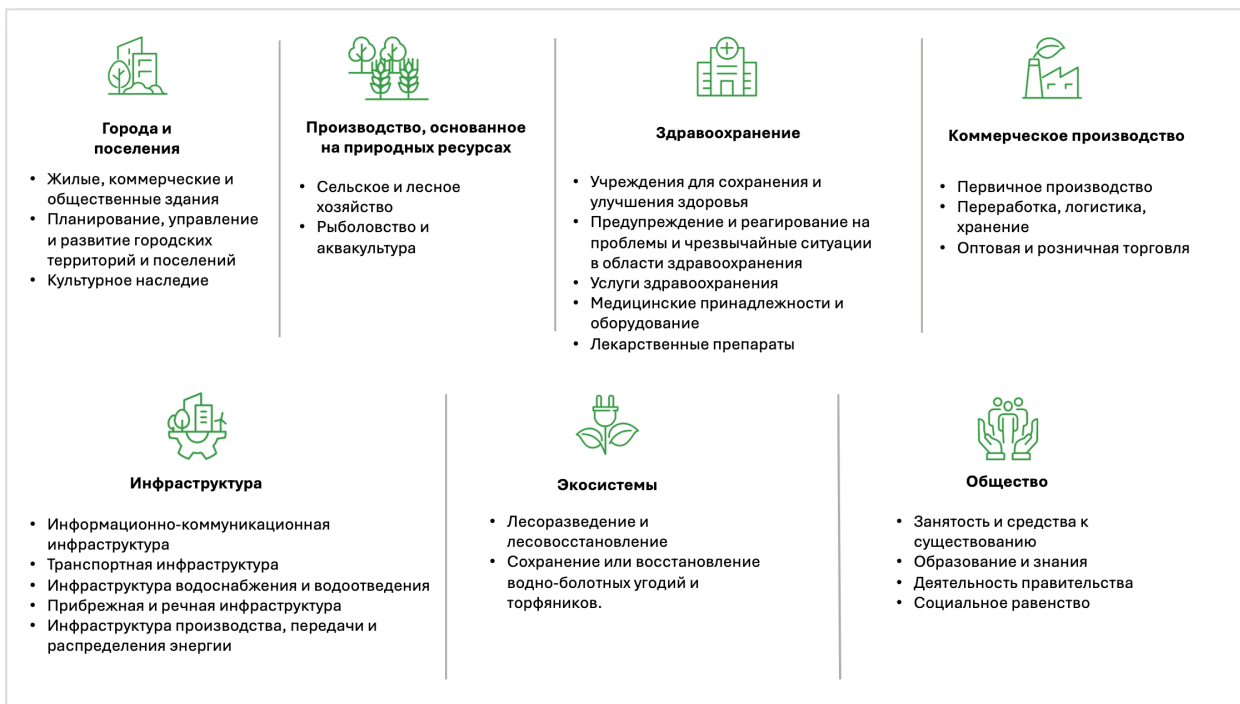 Города и
поселения
• Жилые, коммерческие и
общественные здания
• Планирование, управление
и развитие городских
территорий и поселений
• Культурное наследие
Производство, основанное
на природных ресурсах
• Сельское и лесное
хозяйство
• Рыболовство и
аквакультура
Здравоохранение
• Учреждения для сохранения и
улучшения здоровья
• Предупреждение и реагирование на
проблемы и чрезвычайные ситуации
в области здравоохранения
• Услуги здравоохранения
• Медицинские принадлежности и
оборудование
• Лекарственные препараты
Коммерческое производство
• Первичное производство
• Переработка, логистика,
хранение
• Оптовая и розничная торговля
Инфраструктура
• Информационно-коммуникационная
инфраструктура
• Транспортная инфраструктура
• Инфраструктура водоснабжения и водоотведения
• Прибрежная и речная инфраструктура
• Инфраструктура производства, передачи и
распределения энергии
Экосистемы
• Лесоразведение и
лесовосстановление
• Сохранение или восстановление
водно-болотных угодий и
торфяников.
Общество
• Занятость и средства к
существованию
• Образование и знания
• Деятельность правительства
• Социальное равенство